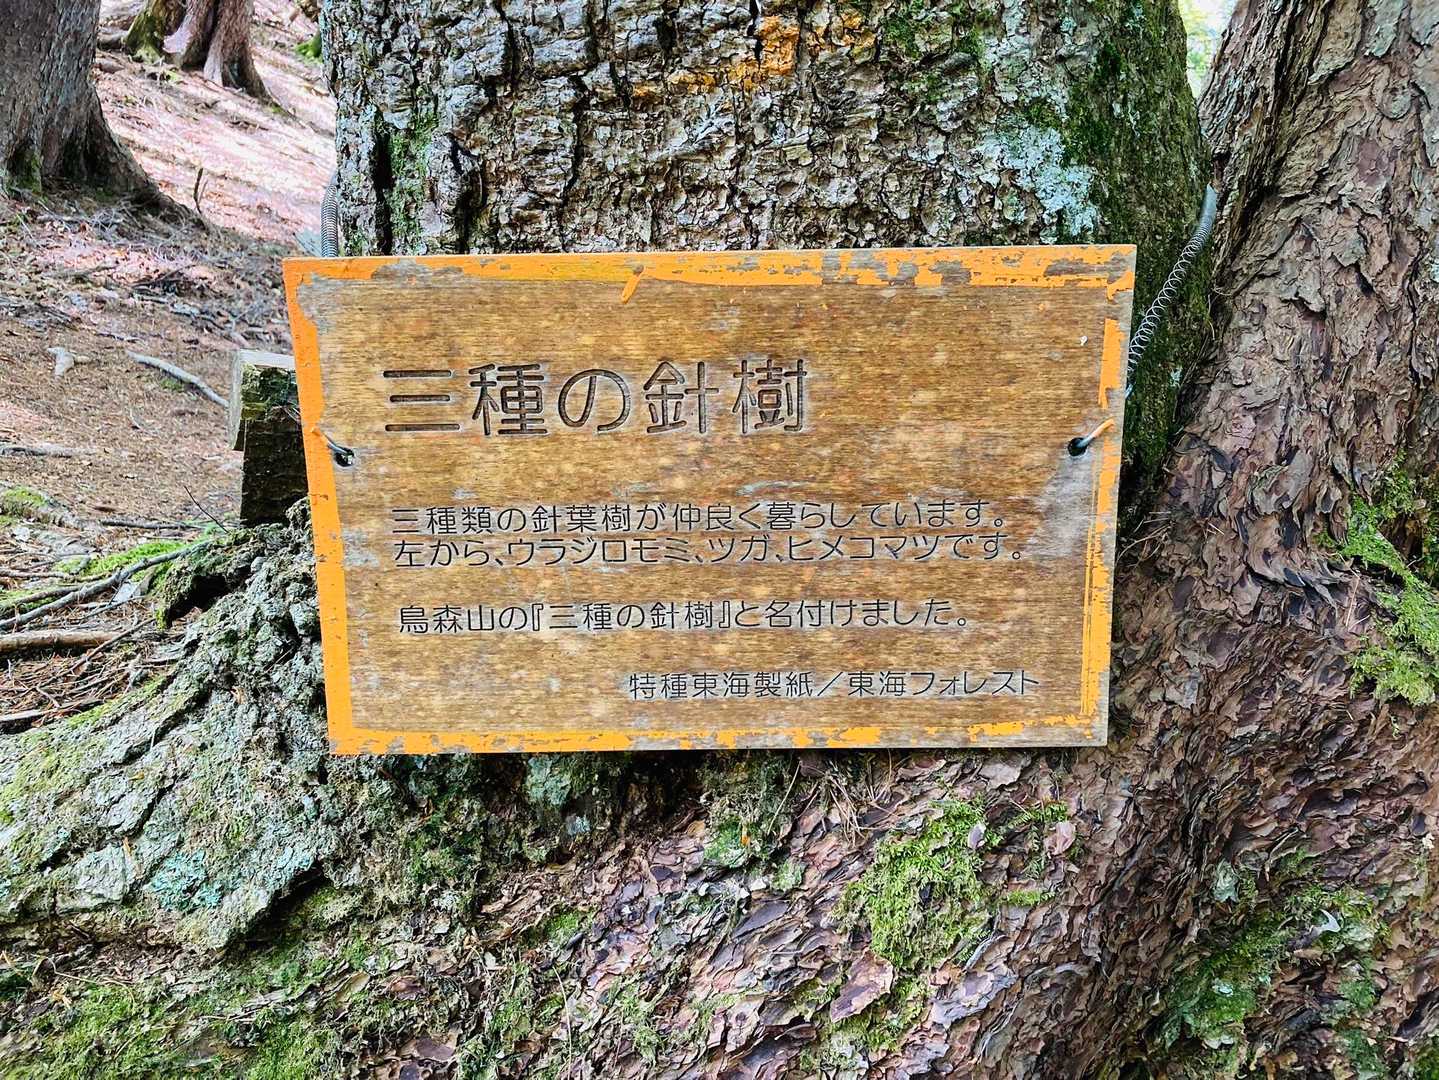 三種の針樹
三種類の針葉樹が仲良く暮らしています。
左から、ウラジロモミ、ツガ、ヒメコマツです。
鳥森山の『三種の針樹』と名付けました。
特種東海製紙／東海フォレスト